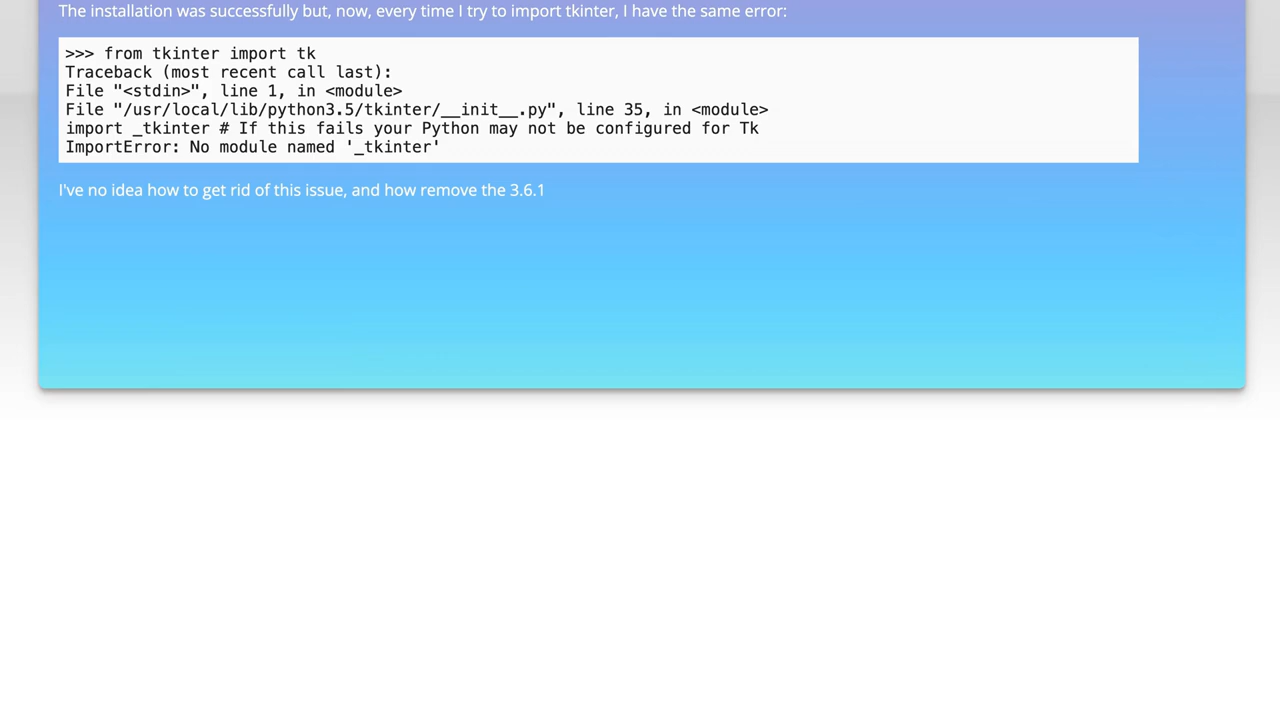 The installation was successfully but, now, every time I try to import tkinter, I have the same error:
>>> from tkinter import tk
Traceback (most recent call last):
File "<stdin>", line 1, in <module>
File "/usr/local/lib/python3.5/tkinter/__init__.py", line 35, in <module>
import _tkinter # If this fails your Python may not be configured for Tk
ImportError: No module named '_tkinter'
I've no idea how to get rid of this issue, and how remove the 3.6.1